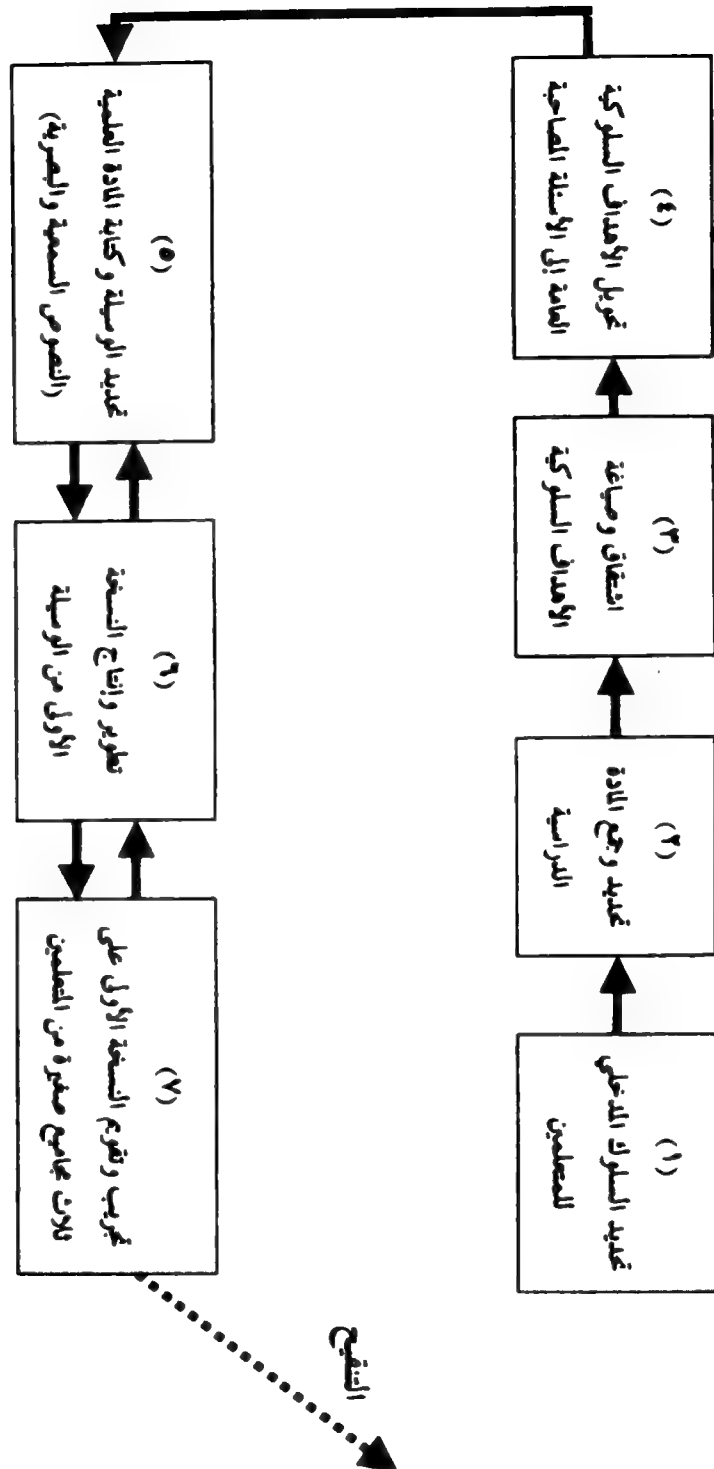 (١)
تحديد السلوك المدخلي
للمتعلمين
(٢)
تحديد وجمع المادة
الدراسية
(٣)
اشتقاق وصياغة
الأهداف السلوكية
(٤)
تحويل الأهداف السلوكية
العامة إلى الأسئلة المصاحبة
(٥)
تحديد الوسيلة وكتابة المادة العلمية
(النصوص السمعية والبصرية)
(٦)
تطوير وإنتاج النسخة
الأولى من الوسيلة
(٧)
تجريب وتقويم النسخة الأولى على
ثلاث مجاميع صغيرة من المتعلمين
التنقيح